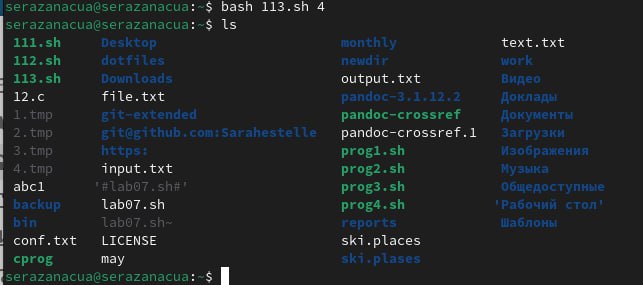 serazanacua@serazanacua:~$ bash 113.sh 4
serazanacua@serazanacua:~$ ls
111.sh Desktop monthly text.txt
112.sh dotfiles newdir work
113.sh Downloads output.txt Видео
12.c file.txt pandoc-3.1.12.2 Доклады
1.tmp git-extended pandoc-crossref Документы
2.tmp git@github.com:Sarahestelle pandoc-crossref.1 Загрузки
3.tmp https: prog1.sh Изображения
4.tmp input.txt prog2.sh Музыка
abc1 '#lab07.sh#' prog3.sh Общедоступные
backup lab07.sh prog4.sh 'Рабочий стол'
bin lab07.sh~ reports Шаблоны
conf.txt LICENSE ski.places
cprog may ski.plases
serazanacua@serazanacua:~$